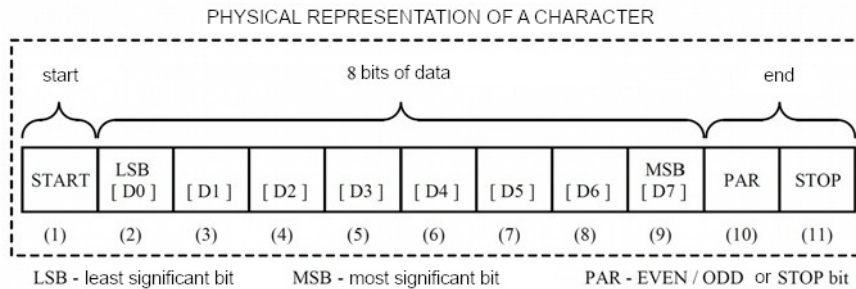 PHYSICAL REPRESENTATION OF A CHARACTER
start 8 bits of data end
START LSB [ D0 ] [ D1 ] [ D2 ] [ D3 ] [ D4 ] [ D5 ] [ D6 ] MSB [ D7 ] PAR STOP
(1) (2) (3) (4) (5) (6) (7) (8) (9) (10) (11)
LSB - least significant bit MSB - most significant bit PAR - EVEN / ODD or STOP bit